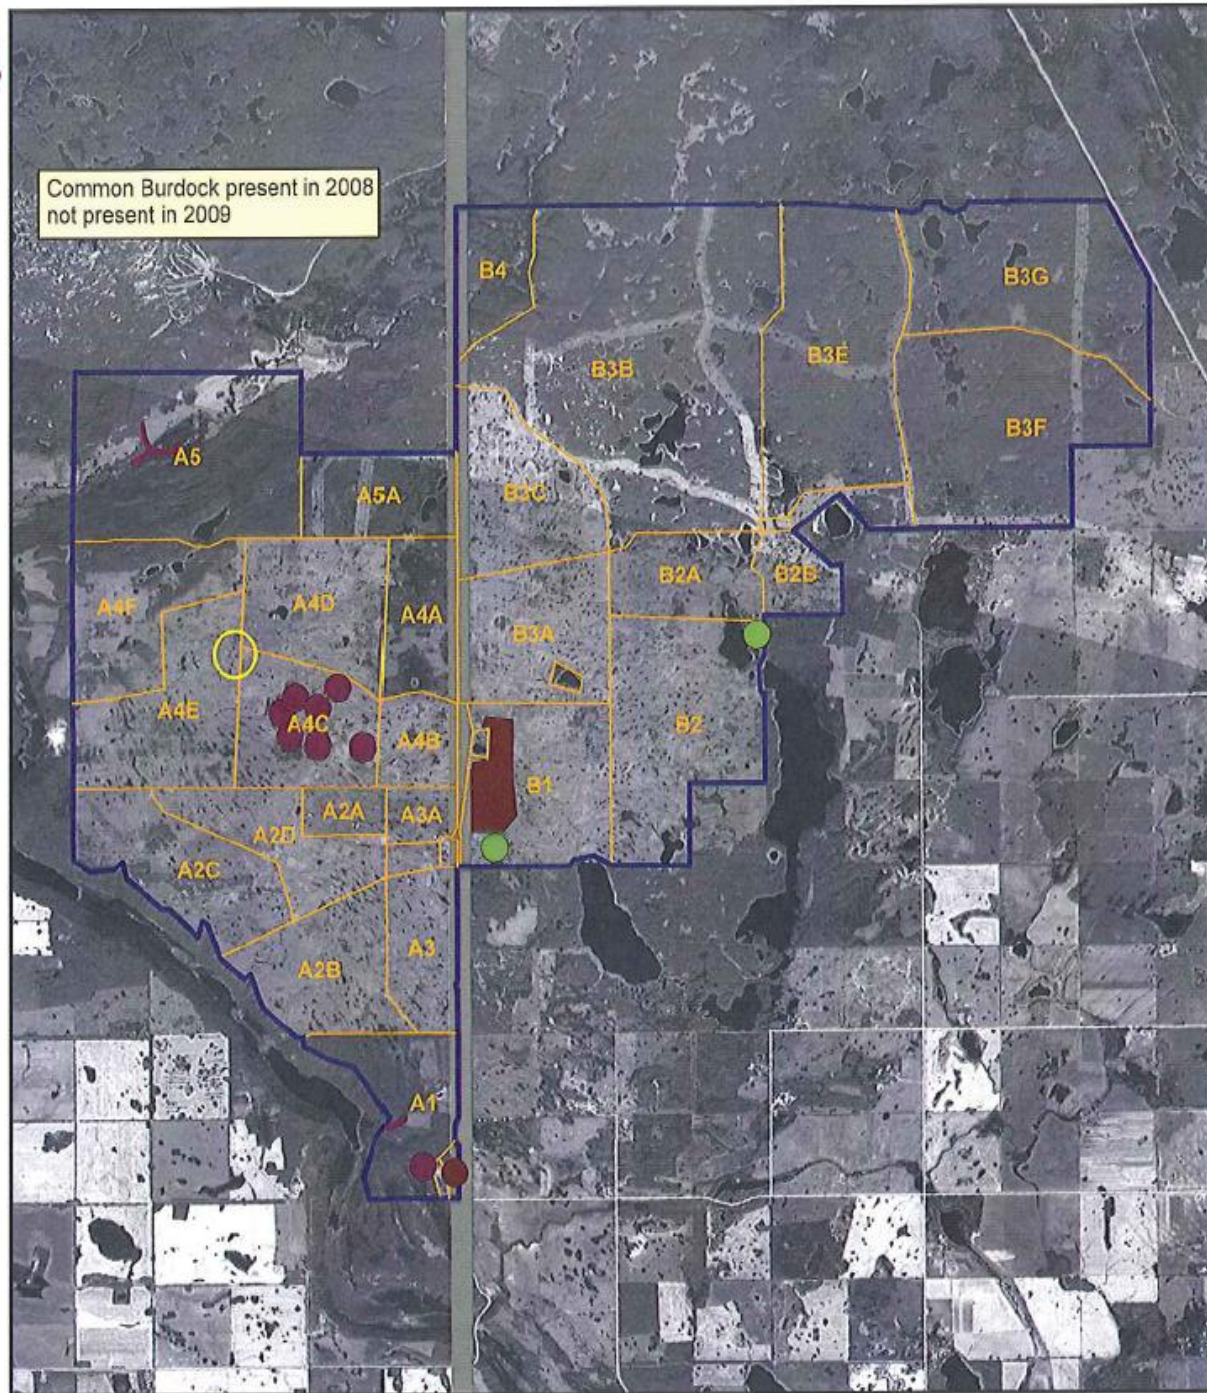 Common Burdock present in 2008
not present in 2009
B4
B3G
B3B
B3E
B3F
A5
A5A
B3C
A4F
A4D
A4A
B2A
B2B
B3A
A4E
A4C
A4B
B2
B1
A2A
A3A
A2D
A2C
A2B
A3
A1